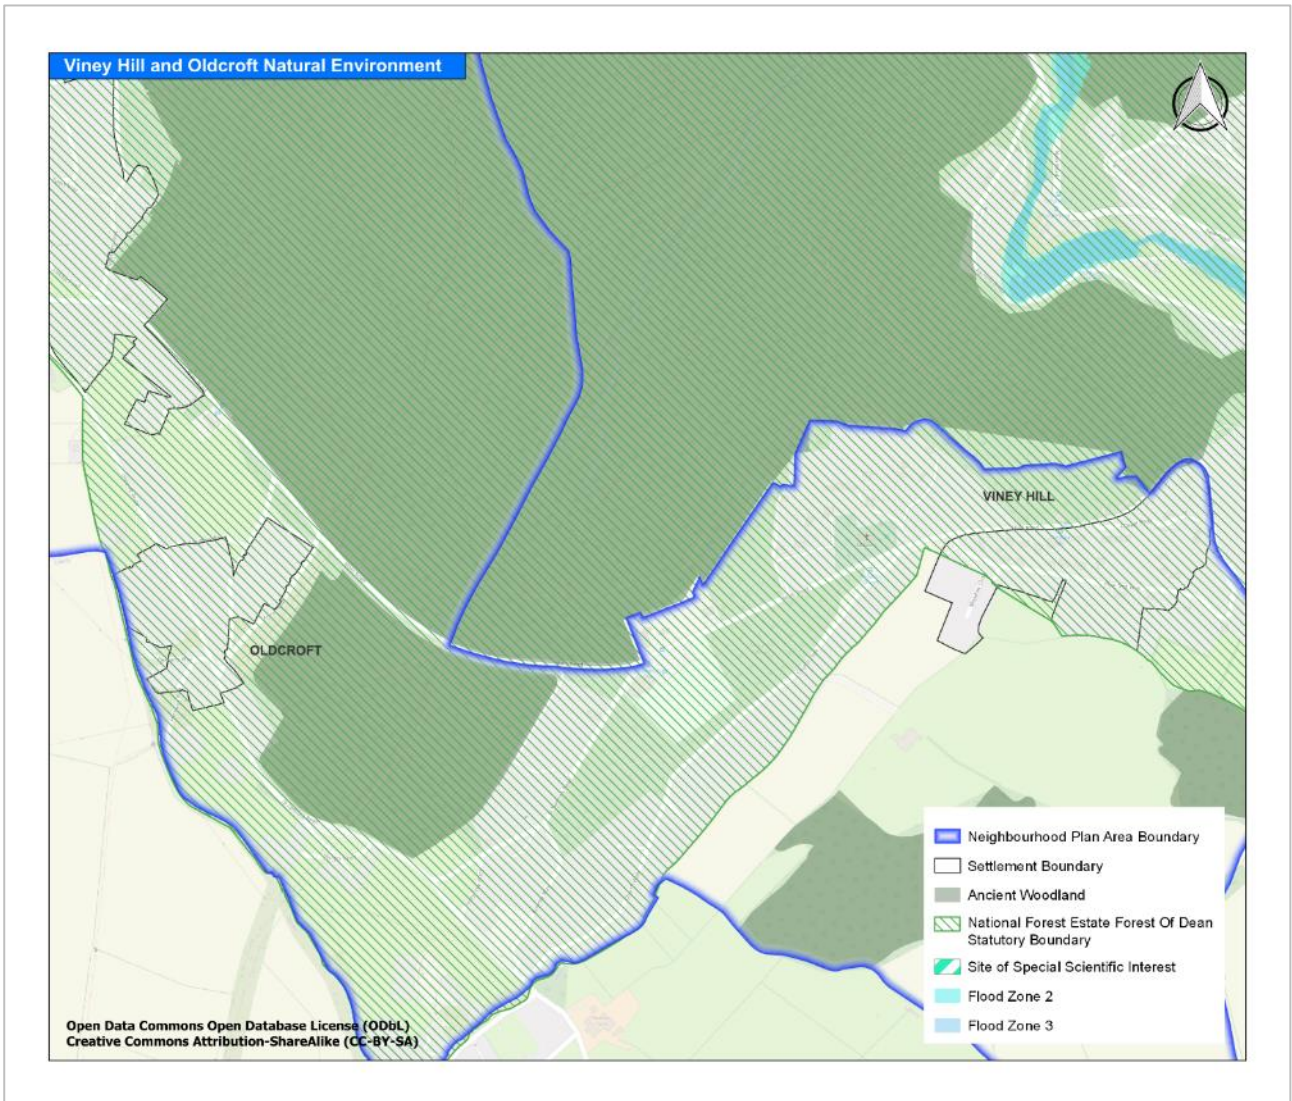 Viney Hill and Oldcroft Natural Environment
VINEY HILL
OLDCROFT
Neighbourhood Plan Area Boundary
Settlement Boundary
Ancient Woodland
National Forest Estate Forest Of Dean
Statutory Boundary
Site of Special Scientific Interest
Flood Zone 2
Flood Zone 3
Open Data Commons Open Database License (ODbL)
Creative Commons Attribution-ShareAlike (CC-BY-SA)